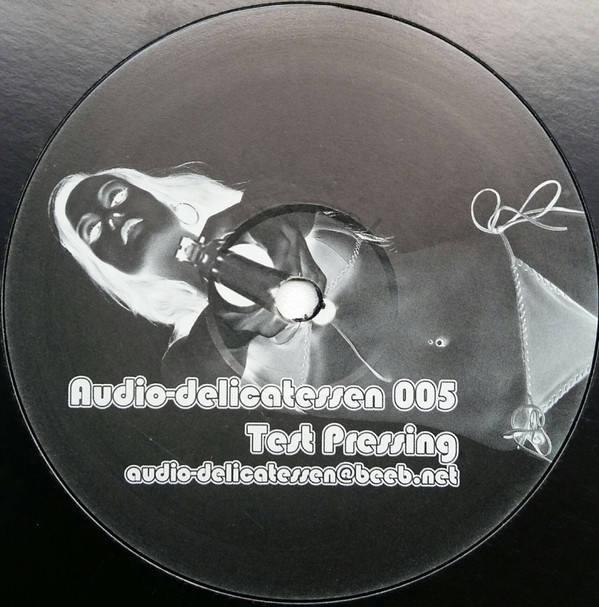 Audio-delicatessen 005
Test Pressing
audio-delicatessen@beeb.net